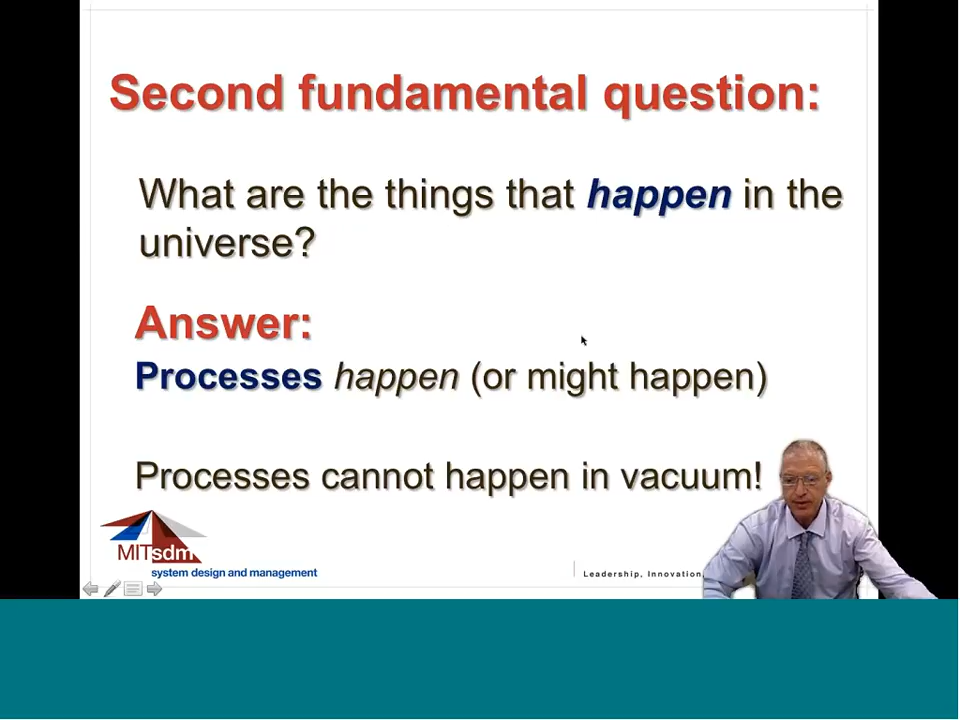 Second fundamental question:
What are the things that happen in the
universe?
Answer:
Processes happen (or might happen)
Processes cannot happen in vacuum!
MITsdm
system design and management
Leadership, Innovation,